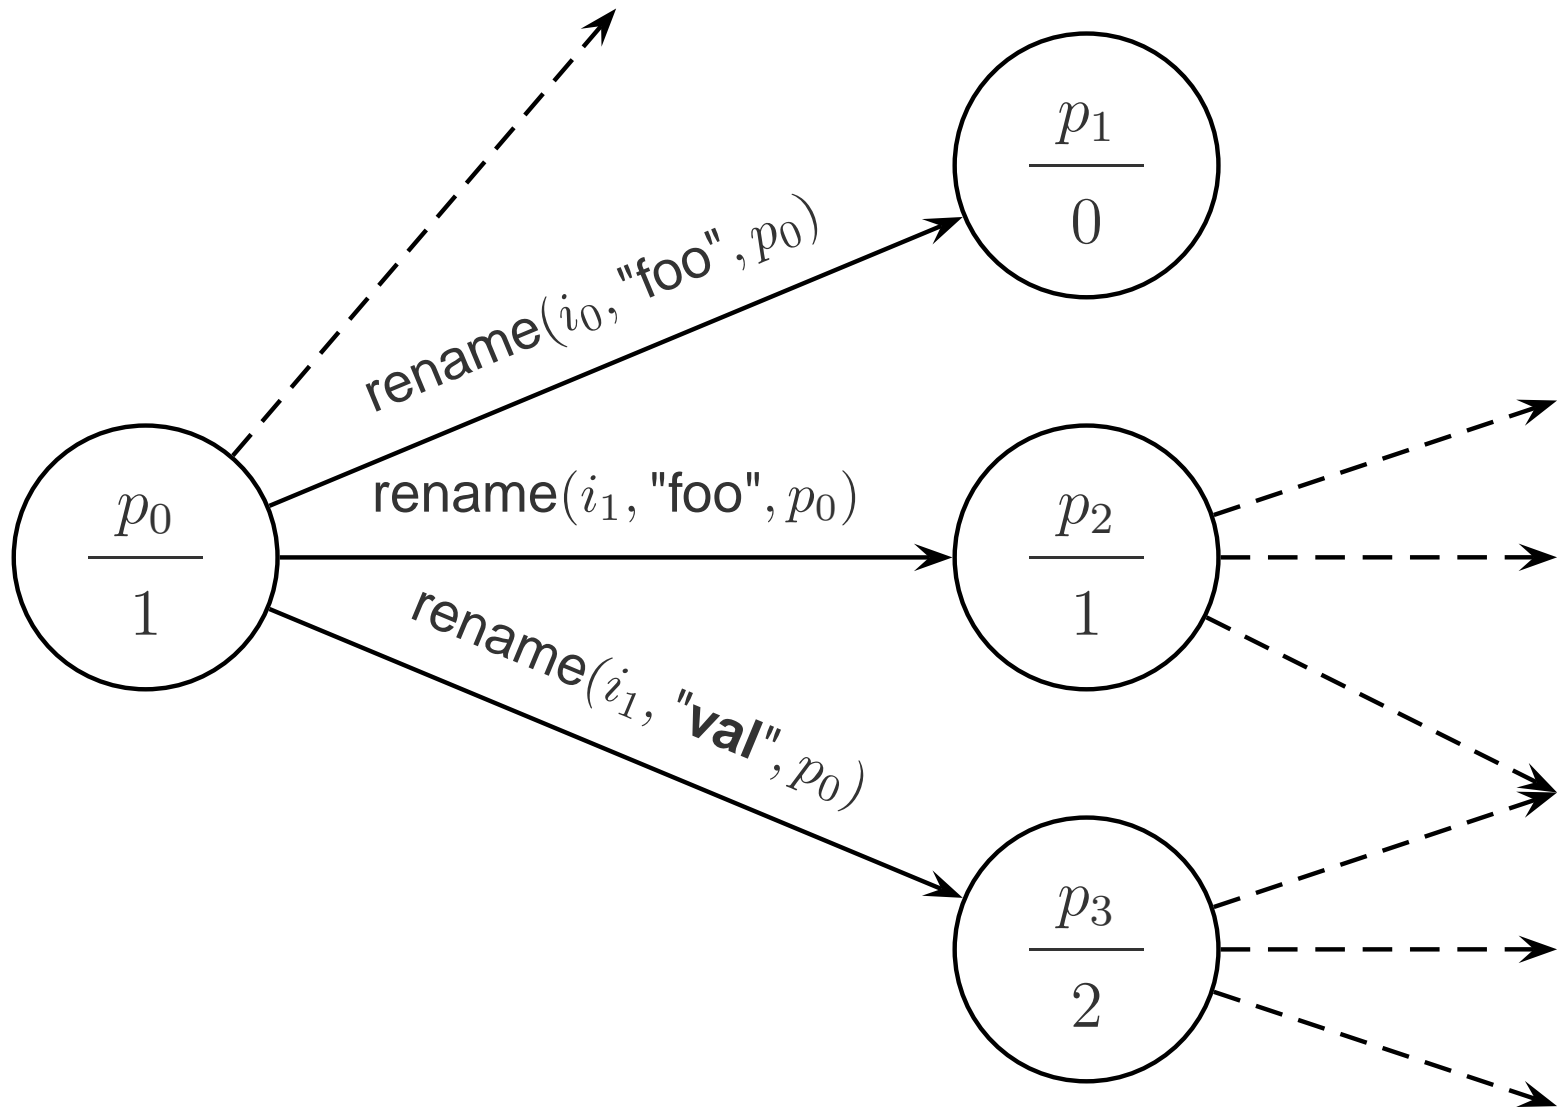 p₁
0
rename(i₀, "foo", p₀)
p₀
1
rename(i₁, "foo", p₀)
p₂
1
rename(i₁, "val", p₀)
p₃
2